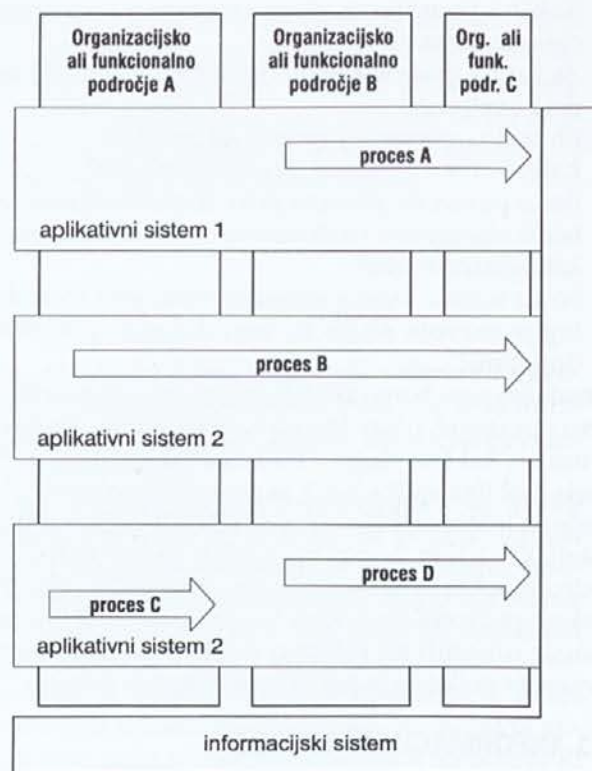 Organizacijsko
ali funkcionalno
področje A
Organizacijsko
ali funkcionalno
področje B
Org. ali
funk.
podr. C
proces A
aplikativni sistem 1
proces B
aplikativni sistem 2
proces D
proces C
aplikativni sistem 2
informacijski sistem